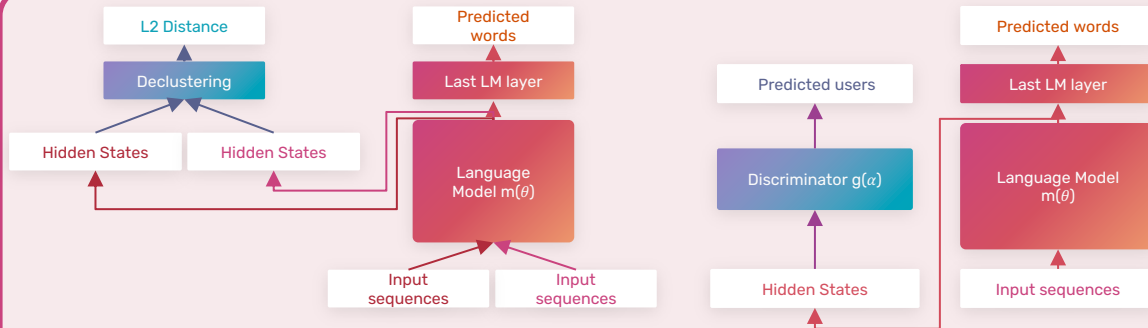 L2 Distance
Declustering
Hidden States
Hidden States
Predicted
words
Last LM layer
Language
Model m(θ)
Input
sequences
Input
sequences
Predicted users
Discriminator g(α)
Hidden States
Predicted words
Last LM layer
Language Model
m(θ)
Input sequences